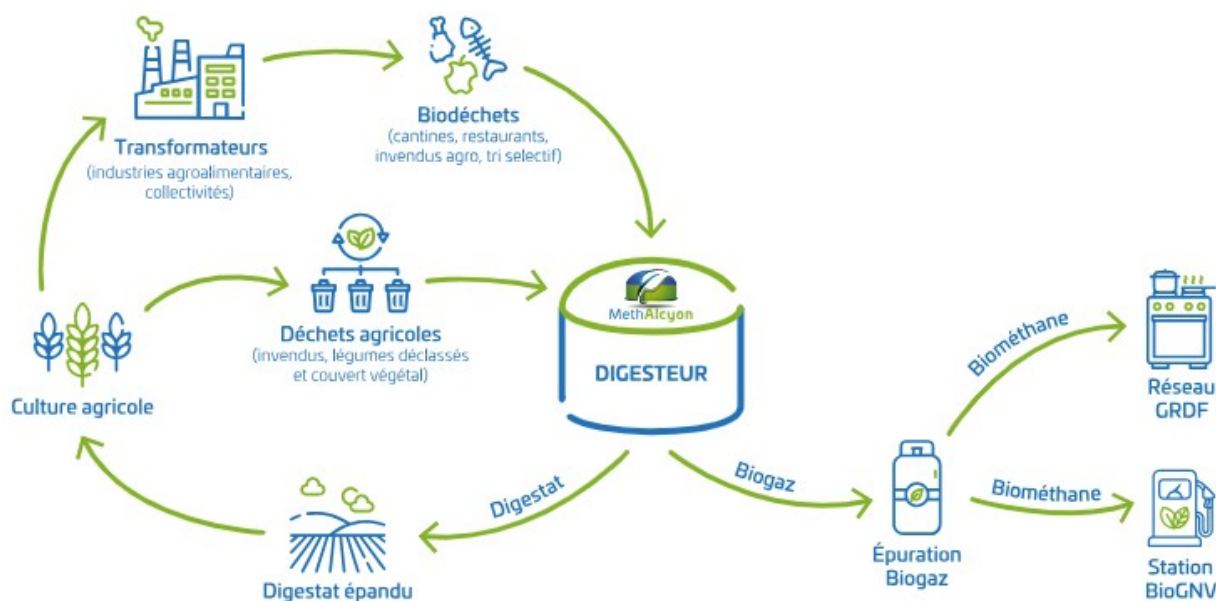 Transformateurs
(industries agroalimentaires,
collectivités)
Biodéchets
(cantines, restaurants,
invendus agro, tri selectif)
Culture agricole
Déchets agricoles
(invendus, légumes déclassés
et couvert végétal)
MethAlcyon
DIGESTEUR
Digestat
Digestat épandu
Biogaz
Épuration
Biogaz
Biométhane
Réseau
GRDF
Biométhane
Station
BioGNV